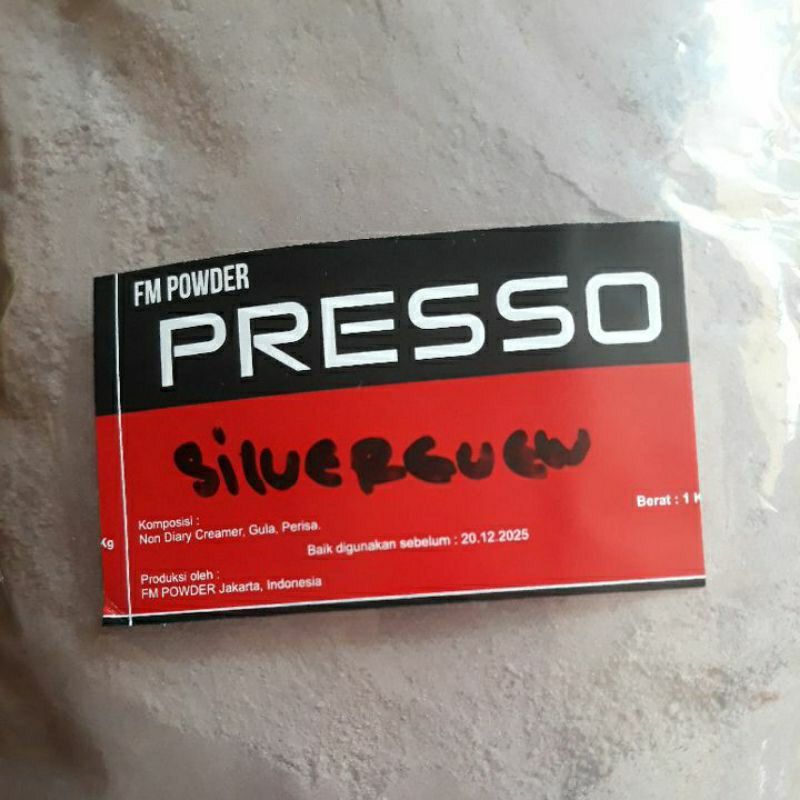 FM POWDER
PRESSO
SilVERGUEN
Berat : 1 K
Kg
Komposisi :
Non Diary Creamer, Gula, Perisa.
Baik digunakan sebelum : 20.12.2025
Produksi oleh :
FM POWDER Jakarta, Indonesia